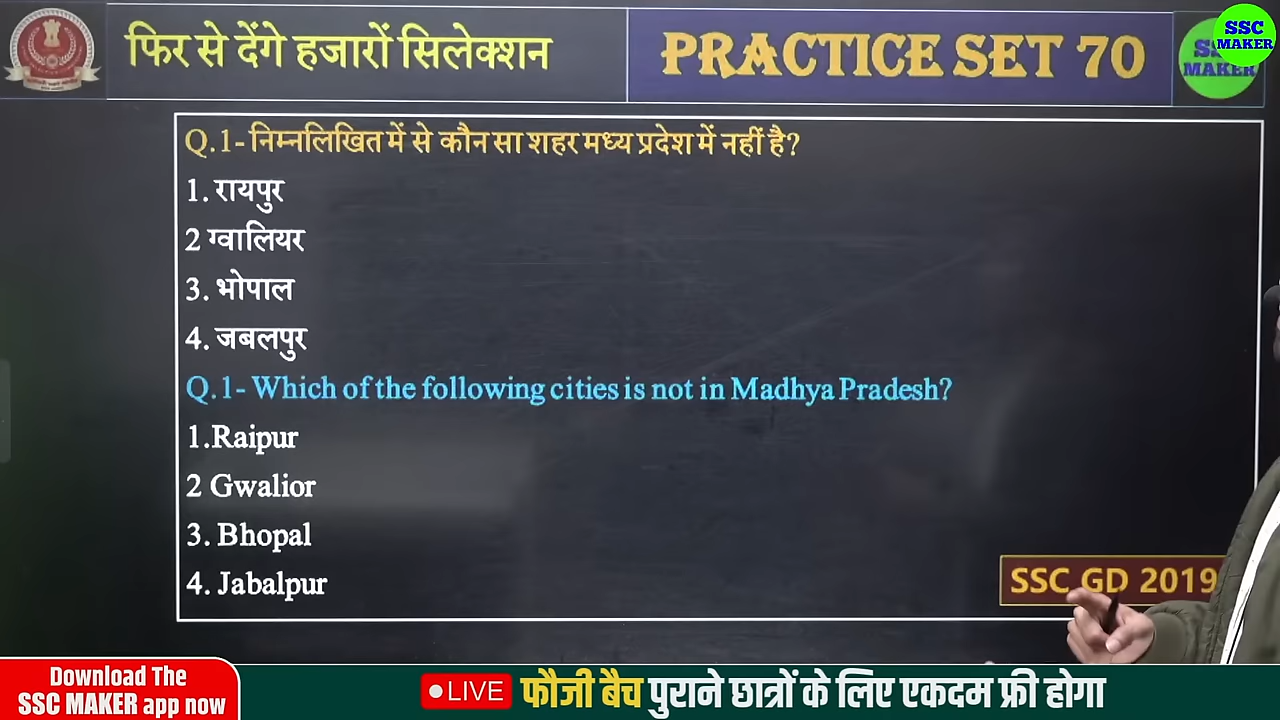 फिर से देंगे हजारों सिलेक्शन
PRACTICE SET 70
SSC
MAKER
MAKER
Q.1- निम्नलिखित में से कौन सा शहर मध्य प्रदेश में नहीं है?
1. रायपुर
2 ग्वालियर
3. भोपाल
4. जबलपुर
Q.1- Which of the following cities is not in Madhya Pradesh?
1.Raipur
2 Gwalior
3. Bhopal
4. Jabalpur
SSC GD 2019
Download The
SSC MAKER app now
LIVE
फौजी बैच पुराने छात्रों के लिए एकदम फ्री होगा